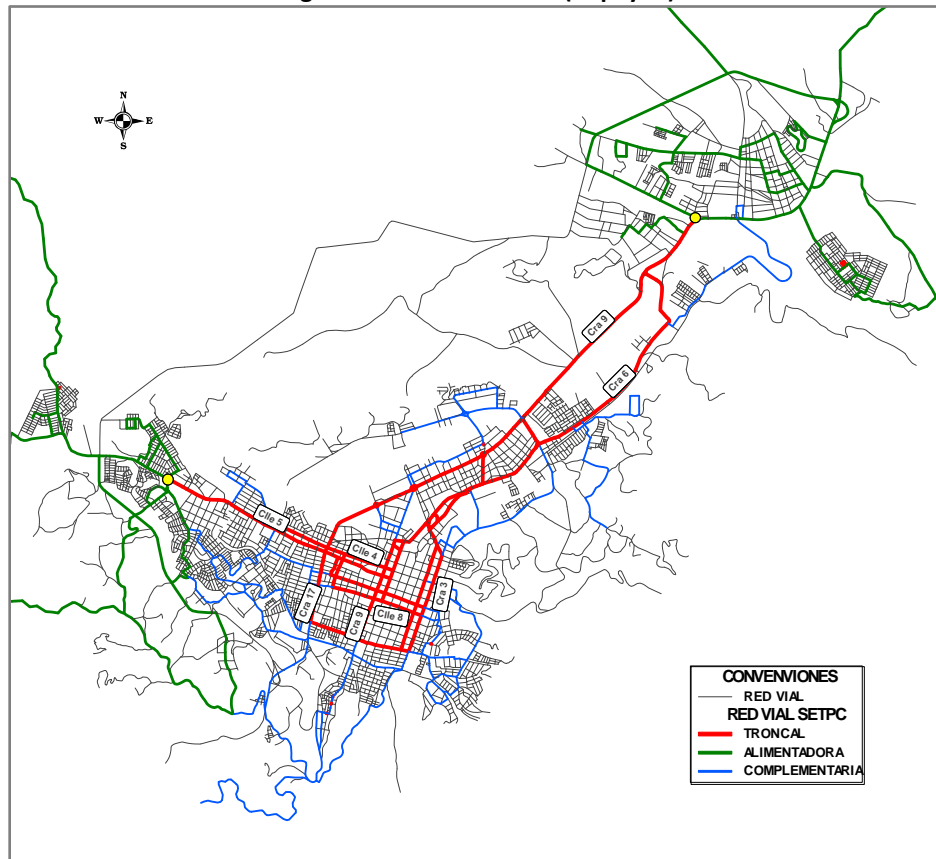 N
W E
S
Cra 9
Cra 6
Clle 5
Clle 4
Cra 17
Cra 9
Clle 8
Cra 3
CONVENVIONES
RED VIAL
RED VIAL SETPC
TRONCAL
ALIMENTADORA
COMPLEMENTARIA